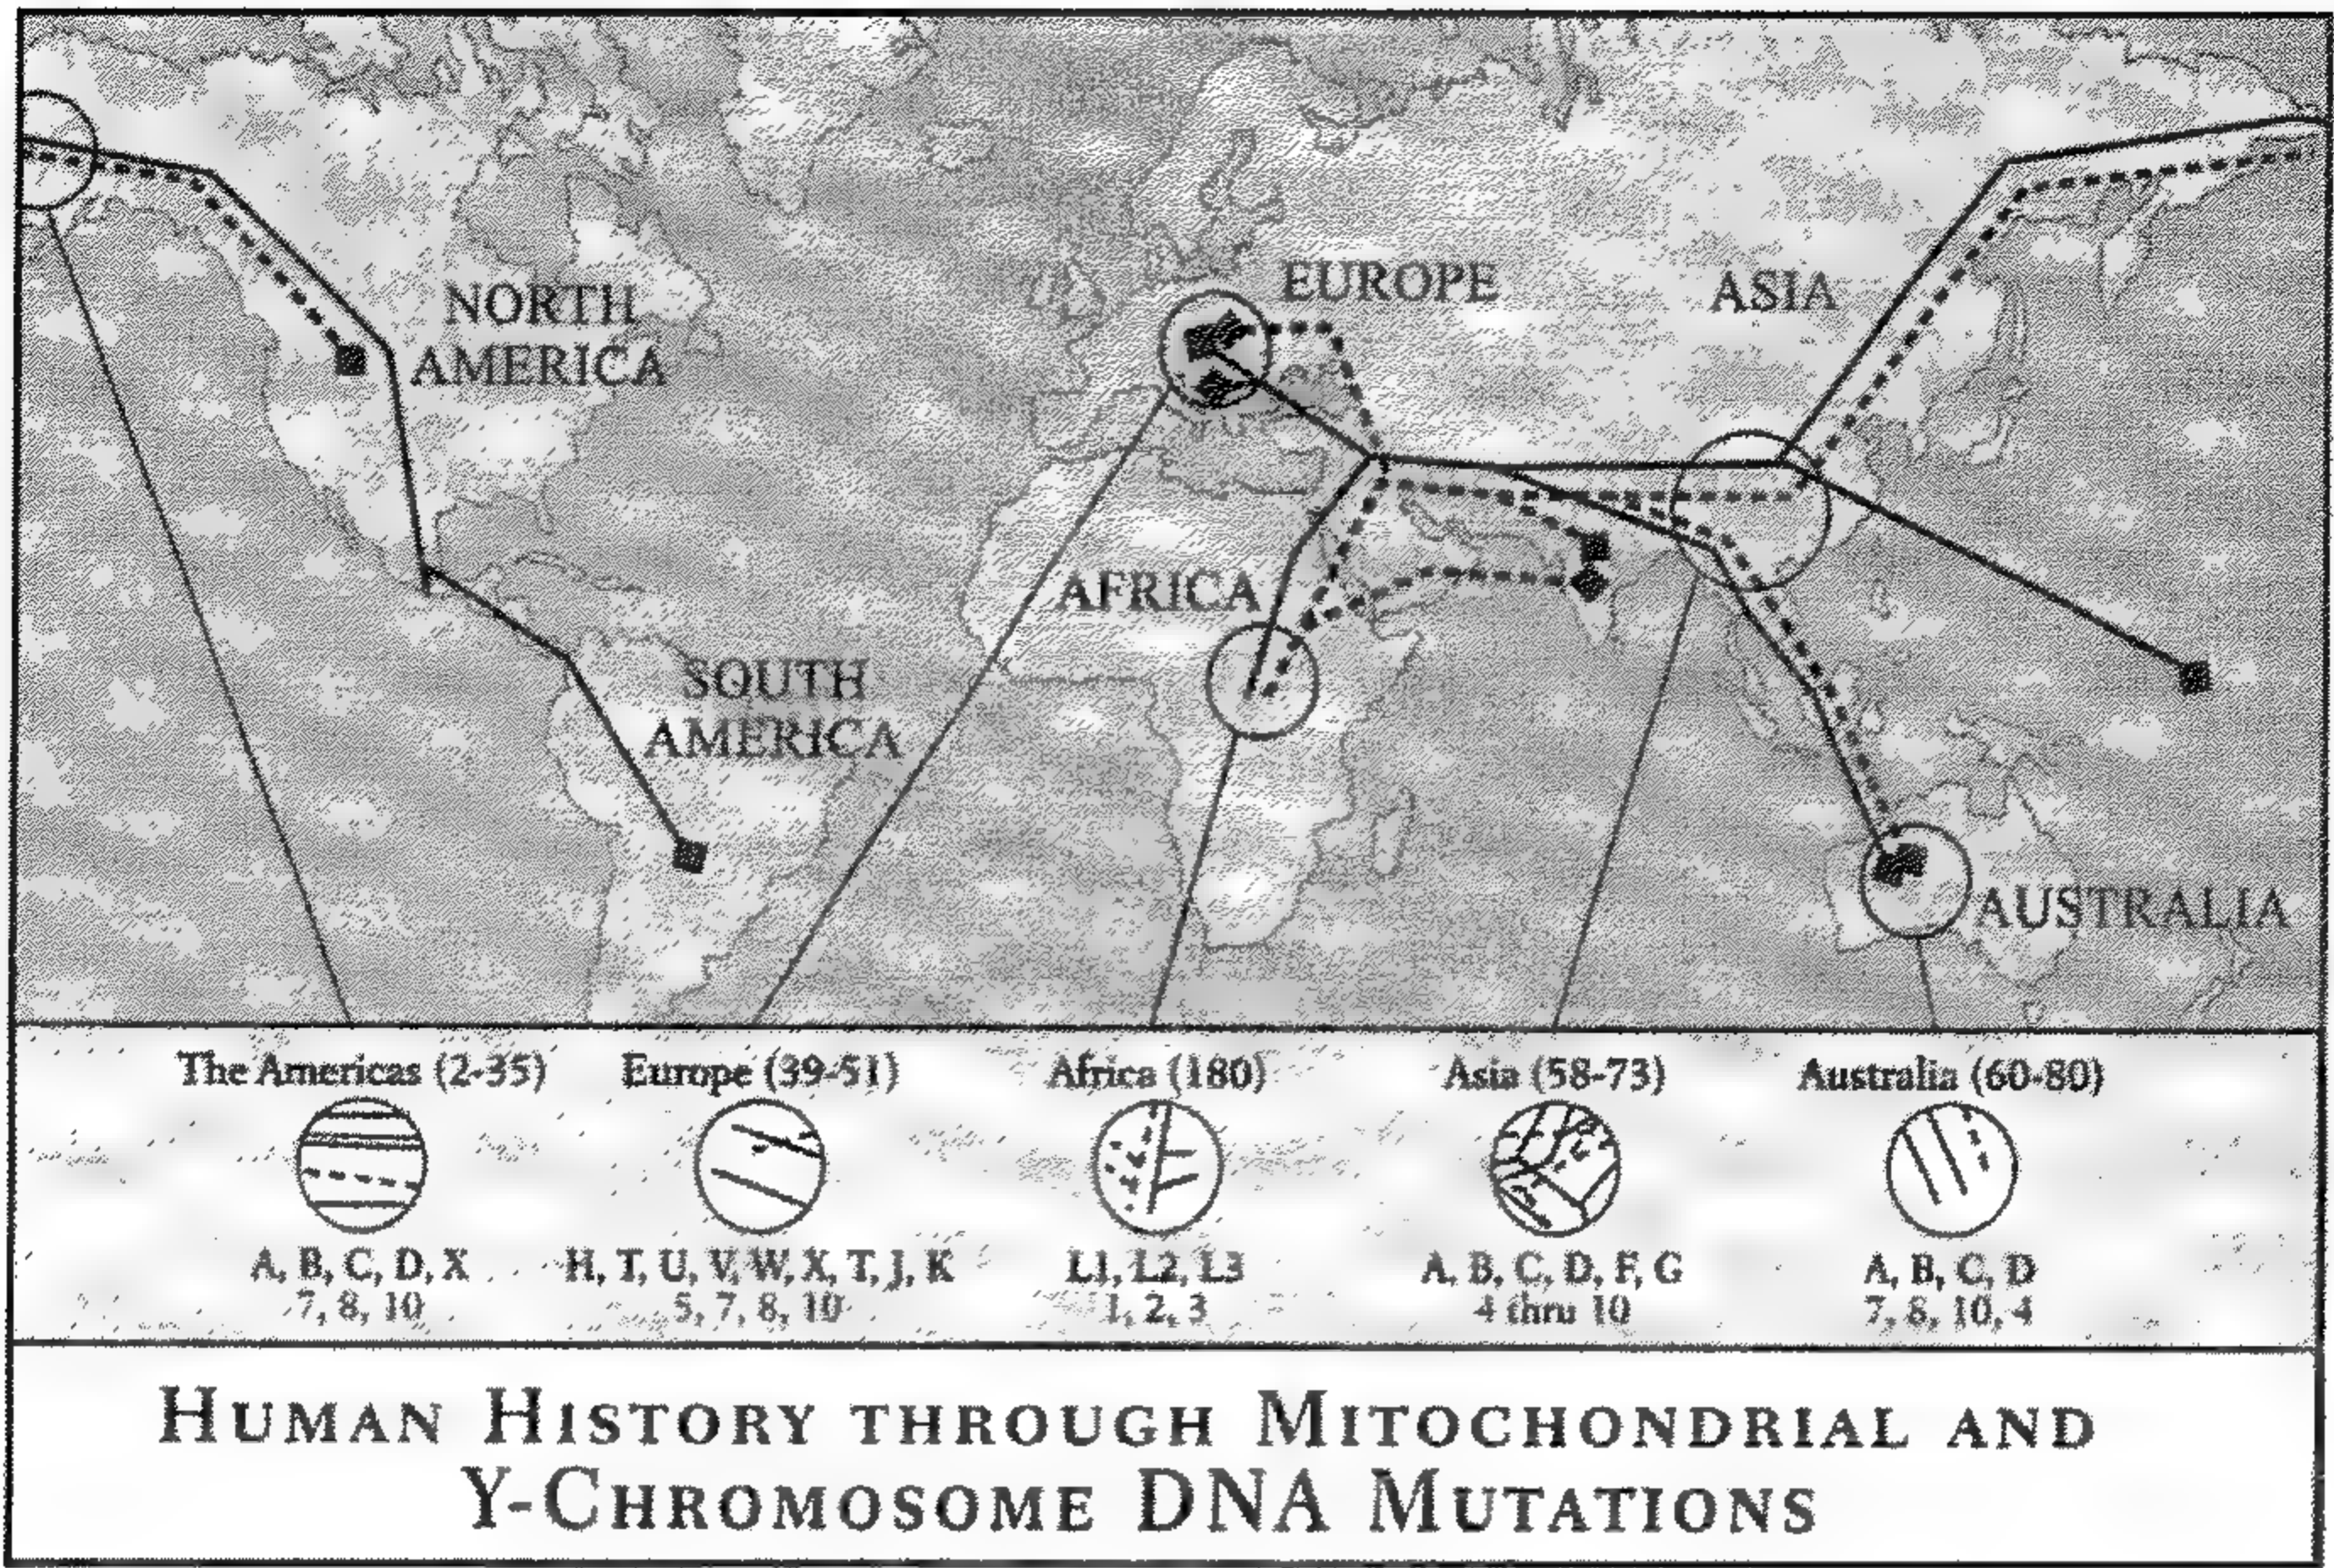 NORTH
AMERICA
EUROPE
ASIA
AFRICA
SOUTH
AMERICA
AUSTRALIA
The Americas (2-35)
Europe (39-51)
Africa (180)
Asia (58-73)
Australia (60-80)
A, B, C, D, X
H, T, U, V, W, X, T, J, K
L1, L2, L3
A, B, C, D, F, G
A, B, C, D
7, 8, 10
5, 7, 8, 10
1, 2, 3
4 thru 10
7, 8, 10, 4
HUMAN HISTORY THROUGH MITOCHONDRIAL AND
Y-CHROMOSOME DNA MUTATIONS